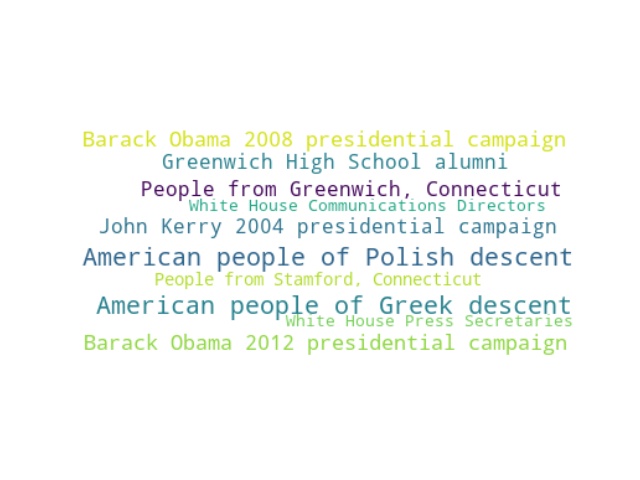 Barack Obama 2008 presidential campaign
Greenwich High School alumni
People from Greenwich, Connecticut
White House Communications Directors
John Kerry 2004 presidential campaign
American people of Polish descent
People from Stamford, Connecticut
American people of Greek descent
White House Press Secretaries
Barack Obama 2012 presidential campaign